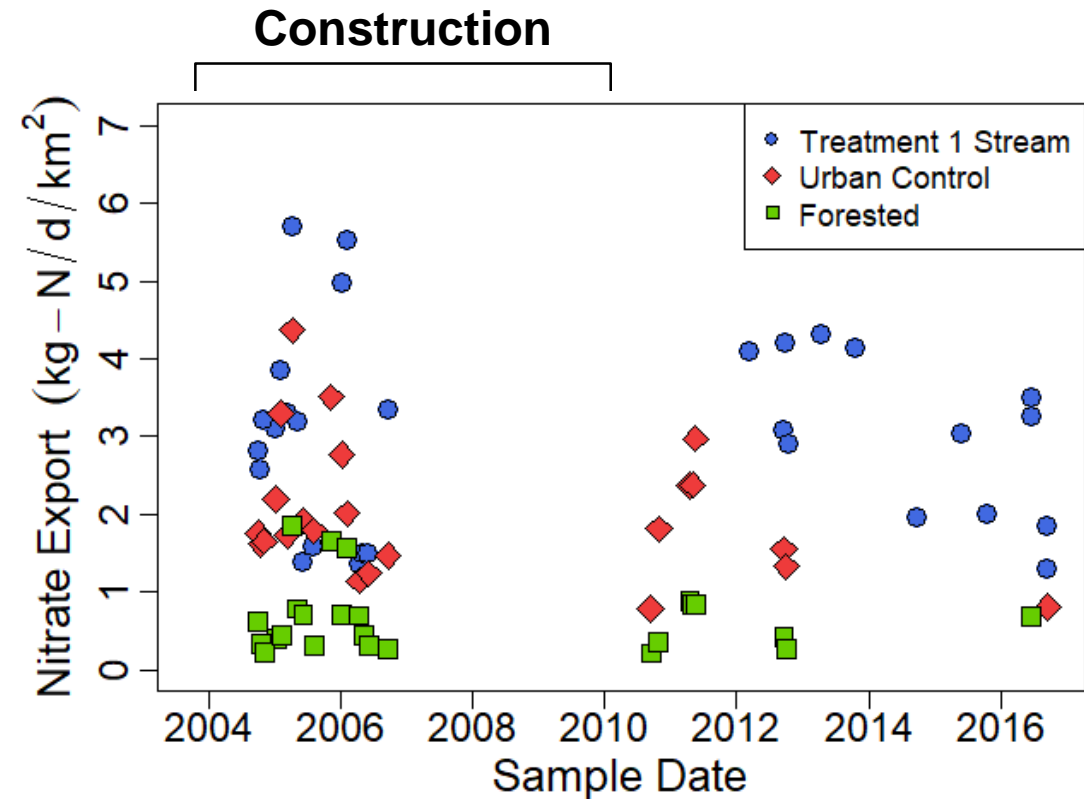 Construction
Nitrate Export (kg – N / d / km²)
7
6
5
4
3
2
1
0
Treatment 1 Stream
Urban Control
Forested
2004 2006 2008 2010 2012 2014 2016
Sample Date